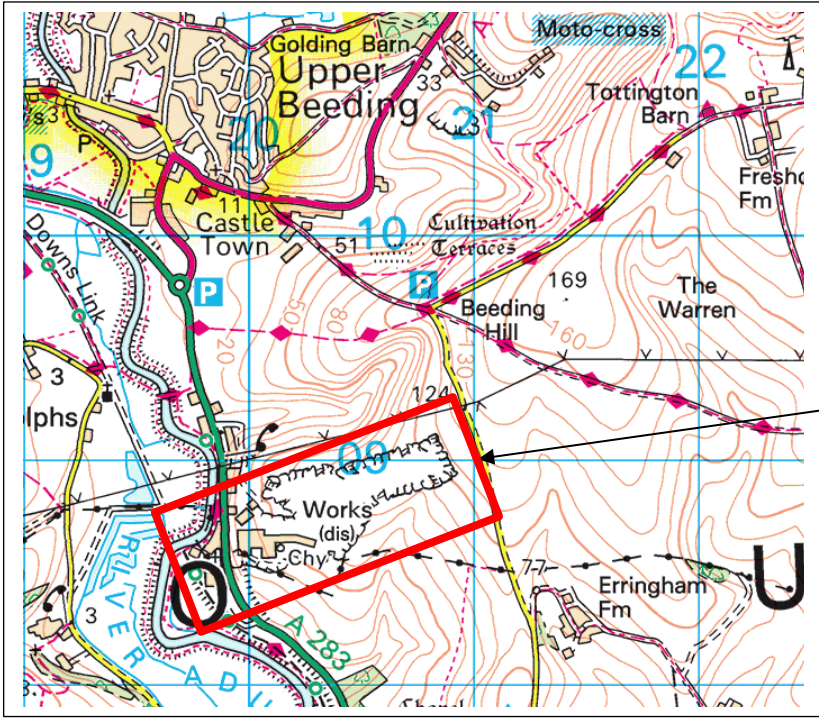 Moto-cross
Golding Barn
Upper
Beeding
33
22
Tottington
Barn
21
s3
P
20
9
11
Castle
Town
51
10
Cultivation
Terraces
Fm
Downs Link
P
P
50
80
20
169
The
Warren
Beeding
Hill
160
130
3
lphs
124
09
Works
(dis)
Chy
77
Erringham
Fm
O
U
3
RIVER ADU
A 283